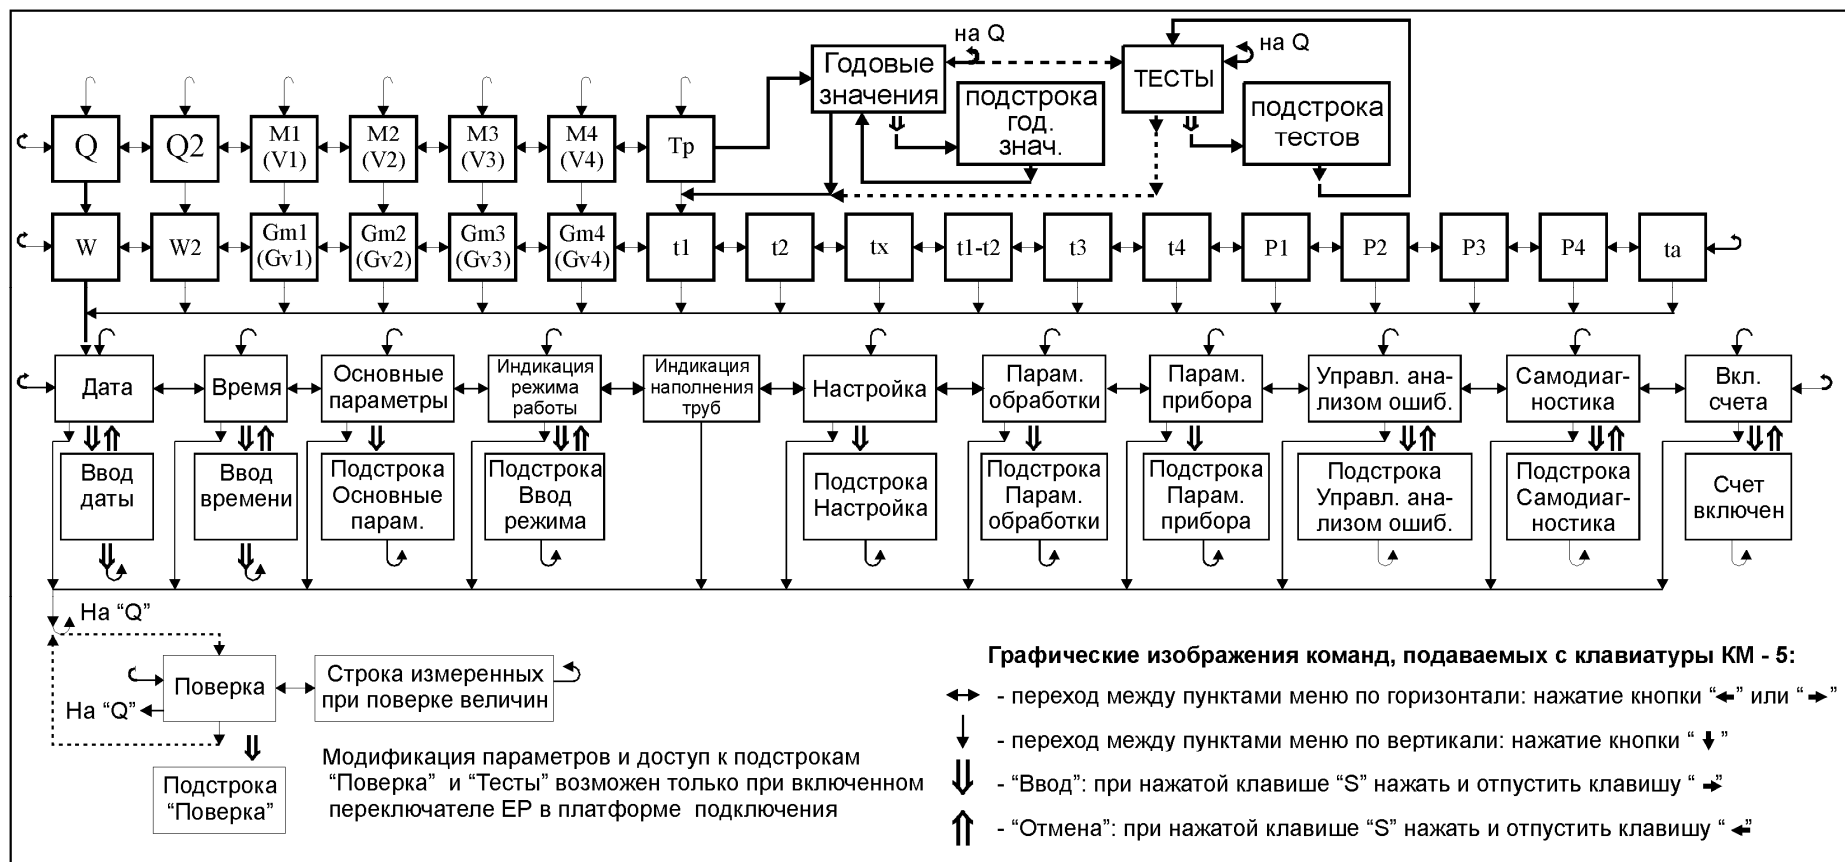 на Q
на Q
Годовые
значения
ТЕСТЫ
подстрока
год.
знач.
подстрока
тестов
Q
Q2
M1
(V1)
M2
(V2)
M3
(V3)
M4
(V4)
Tp
W
W2
Gm1
(Gv1)
Gm2
(Gv2)
Gm3
(Gv3)
Gm4
(Gv4)
t1
t2
tx
t1-t2
t3
t4
P1
P2
P3
P4
ta
Дата
Время
Основные
параметры
Индикация
режима
работы
Индикация
наполнения
труб
Настройка
Парам.
обработки
Парам.
прибора
Управл. ана-
лизом ошиб.
Самодиаг-
ностика
Вкл.
счета
Ввод
даты
Ввод
времени
Подстрока
Основные
парам.
Подстрока
Ввод
режима
Подстрока
Настройка
Подстрока
Парам.
обработки
Подстрока
Парам.
прибора
Подстрока
Управл. ана-
лизом ошиб.
Подстрока
Самодиаг-
ностика
Счет
включен
На “Q”
Поверка
Строка измеренных
при поверке величин
На “Q”
Подстрока
“Поверка”
Модификация параметров и доступ к подстрокам
“Поверка” и “Тесты” возможен только при включенном
переключателе EP в платформе подключения
Графические изображения команд, подаваемых с клавиатуры КМ - 5:
- переход между пунктами меню по горизонтали: нажатие кнопки “←” или “→”
- переход между пунктами меню по вертикали: нажатие кнопки “↓”
- “Ввод”: при нажатой клавише “S” нажать и отпустить клавишу “→
- “Отмена”: при нажатой клавише “S” нажать и отпустить клавишу “←